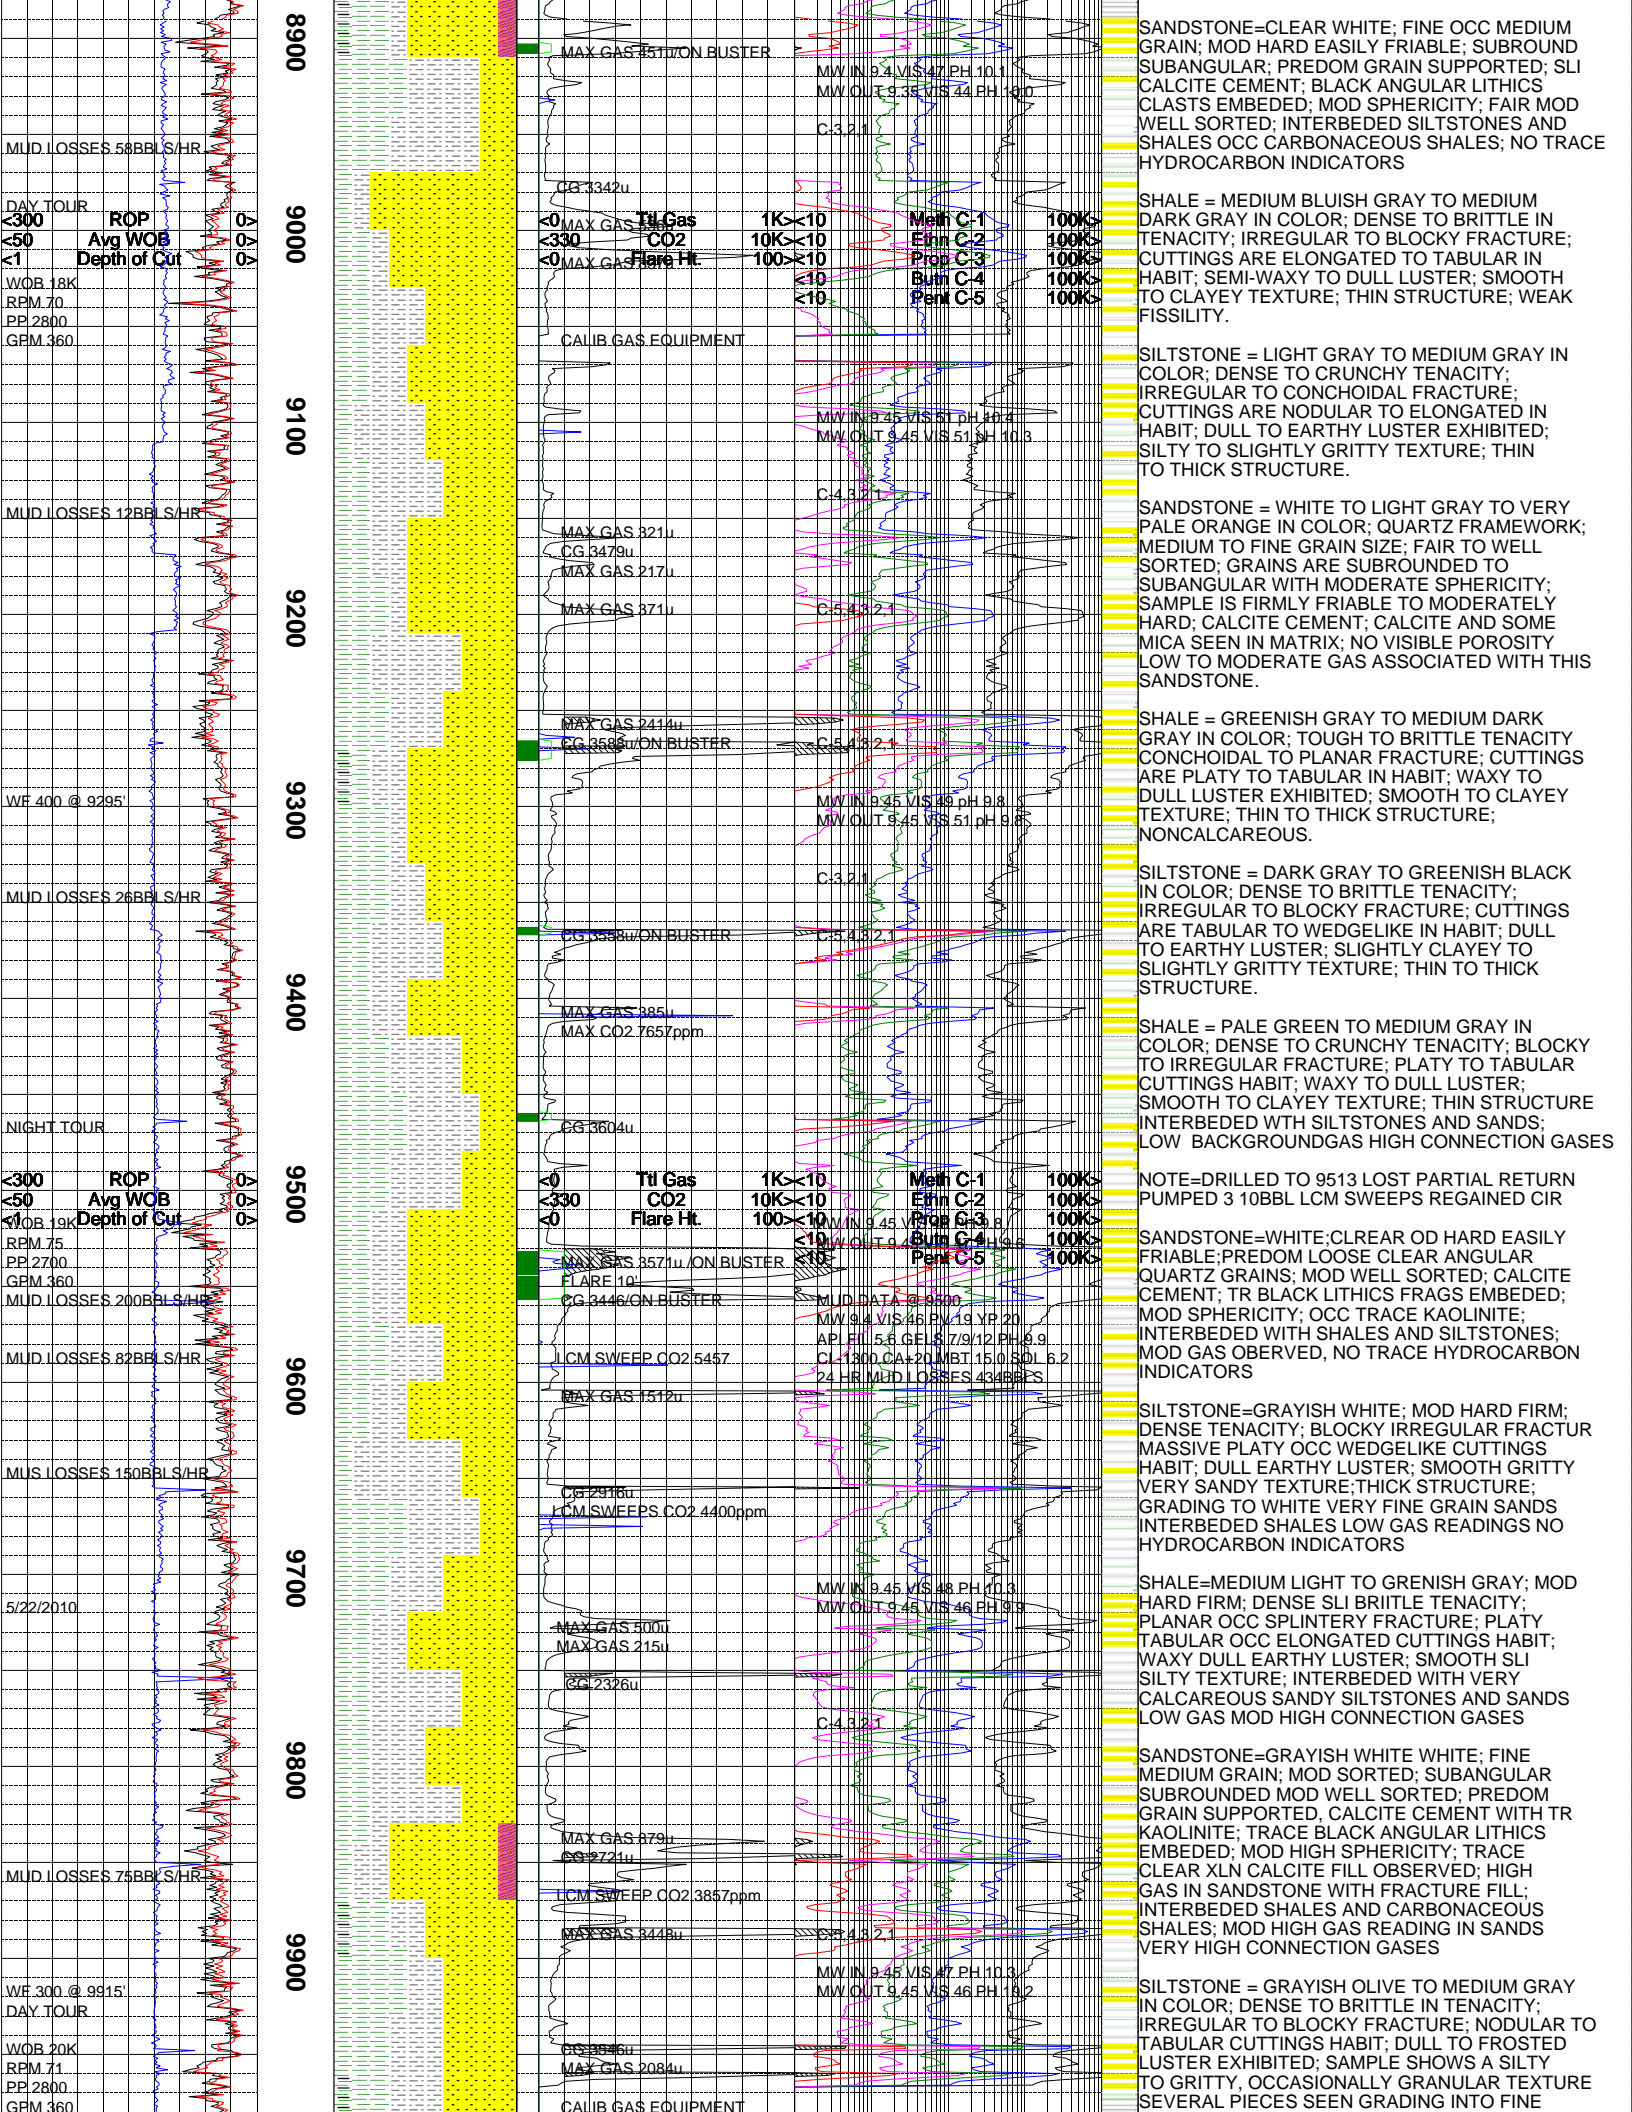 MUD LOSSES 58BBLS/HR
DAY TOUR
<300 ROP 0>
<50 Avg WOB 0>
<1 Depth of Cut 0>
WOB 18K
RPM 70
PP 2800
GPM 360
MUD LOSSES 12BBLS/HR
WF 400 @ 9295'
MUD LOSSES 26BBLS/HR
NIGHT TOUR
<300 ROP 0>
<50 Avg WOB 0>
Depth of Cut 0>
WOB 19K
RPM 75
PP 2700
GPM 360
MUD LOSSES 200BBLS/HR
MUD LOSSES 82BBLS/HR
MUS LOSSES 150BBLS/HR
5/22/2010
MUD LOSSES 75BBLS/HR
WF 300 @ 9915'
DAY TOUR
WOB 20K
RPM 71
PP 2800
GPM 360
8900
9000
9100
9200
9300
9400
9500
9600
9700
9800
9900
MAX GAS 451u/ON BUSTER
CG 3342u
<0 Ttl Gas 1K>
MAX GAS
<330 CO2 10K>
<0 Flare Ht. 100>
MAX GAS
CALIB GAS EQUIPMENT
MAX GAS 321u
CG 3479u
MAX GAS 217u
MAX GAS 371u
MAX GAS 2414u
CG 3588u/ON BUSTER
CG 3558u/ON BUSTER
MAX GAS 385u
MAX CO2 7657ppm
CG 3604u
<0 Ttl Gas 1K>
<330 CO2 10K>
<0 Flare Ht. 100>
MAX GAS 3571u /ON BUSTER
FLARE 10'
CG 3446/ON BUSTER
LCM SWEEP CO2 5457
MAX GAS 1512u
CG 2916u
LCM SWEEPS CO2 4400ppm
MAX GAS 500u
MAX GAS 215u
CG 2326u
MAX GAS 879u
CG 2721u
LCM SWEEP CO2 3857ppm
MAX GAS 3448u
CG 3546u
MAX GAS 2084u
CALIB GAS EQUIPMENT
MW IN 9.4 VIS 47 PH 10.1
MW OUT 9.35 VIS 44 PH 10.0
C-3,2,1
<10 Meth C-1 100K>
<10 Ethn C-2 100K>
<10 Prop C-3 100K>
<10 Butn C-4 100K>
<10 Pent C-5 100K>
MW IN 9.45 VIS 51 pH 10.4
MW OUT 9.45 VIS 51 pH 10.3
C-4,3,2,1
C-5,4,3,2,1
C-5,4,3,2,1
MW IN 9.45 VIS 49 pH 9.8
MW OUT 9.45 VIS 51 pH 9.8
C-3,2,1
C-5,4,3,2,1
<10 Meth C-1 100K>
<10 Ethn C-2 100K>
<10 Prop C-3 100K>
MW IN 9.45 PH 9.8
<10 Butn C-4 100K>
MW OUT PH 9.6
<10 Pent C-5 100K>
MUD DATA @ 9500
MW 9.4 VIS 46 PV 19 YP 20
API FIL 5.6 GELS 7/9/12 PH 9.9
CL-1300 CA+20 MBT 15.0 SOL 6.2
24 HR MUD LOSSES 434BBLS
MW IN 9.45 VIS 48 PH 10.3
MW OUT 9.45 VIS 46 PH 9.9
C-4,3,2,1
C-5,4,3,2,1
MW IN 9.45 VIS 47 PH 10.3
MW OUT 9.45 VIS 46 PH 10.2
SANDSTONE=CLEAR WHITE; FINE OCC MEDIUM
GRAIN; MOD HARD EASILY FRIABLE; SUBROUND
SUBANGULAR; PREDOM GRAIN SUPPORTED; SLI
CALCITE CEMENT; BLACK ANGULAR LITHICS
CLASTS EMBEDED; MOD SPHERICITY; FAIR MOD
WELL SORTED; INTERBEDED SILTSTONES AND
SHALES OCC CARBONACEOUS SHALES; NO TRACE
HYDROCARBON INDICATORS
SHALE = MEDIUM BLUISH GRAY TO MEDIUM
DARK GRAY IN COLOR; DENSE TO BRITTLE IN
TENACITY; IRREGULAR TO BLOCKY FRACTURE;
CUTTINGS ARE ELONGATED TO TABULAR IN
HABIT; SEMI-WAXY TO DULL LUSTER; SMOOTH
TO CLAYEY TEXTURE; THIN STRUCTURE; WEAK
FISSILITY.
SILTSTONE = LIGHT GRAY TO MEDIUM GRAY IN
COLOR; DENSE TO CRUNCHY TENACITY;
IRREGULAR TO CONCHOIDAL FRACTURE;
CUTTINGS ARE NODULAR TO ELONGATED IN
HABIT; DULL TO EARTHY LUSTER EXHIBITED;
SILTY TO SLIGHTLY GRITTY TEXTURE; THIN
TO THICK STRUCTURE.
SANDSTONE = WHITE TO LIGHT GRAY TO VERY
PALE ORANGE IN COLOR; QUARTZ FRAMEWORK;
MEDIUM TO FINE GRAIN SIZE; FAIR TO WELL
SORTED; GRAINS ARE SUBROUNDED TO
SUBANGULAR WITH MODERATE SPHERICITY;
SAMPLE IS FIRMLY FRIABLE TO MODERATELY
HARD; CALCITE CEMENT; CALCITE AND SOME
MICA SEEN IN MATRIX; NO VISIBLE POROSITY
LOW TO MODERATE GAS ASSOCIATED WITH THIS
SANDSTONE.
SHALE = GREENISH GRAY TO MEDIUM DARK
GRAY IN COLOR; TOUGH TO BRITTLE TENACITY
CONCHOIDAL TO PLANAR FRACTURE; CUTTINGS
ARE PLATY TO TABULAR IN HABIT; WAXY TO
DULL LUSTER EXHIBITED; SMOOTH TO CLAYEY
TEXTURE; THIN TO THICK STRUCTURE;
NONCALCAREOUS.
SILTSTONE = DARK GRAY TO GREENISH BLACK
IN COLOR; DENSE TO BRITTLE TENACITY;
IRREGULAR TO BLOCKY FRACTURE; CUTTINGS
ARE TABULAR TO WEDGELIKE IN HABIT; DULL
TO EARTHY LUSTER; SLIGHTLY CLAYEY TO
SLIGHTLY GRITTY TEXTURE; THIN TO THICK
STRUCTURE.
SHALE = PALE GREEN TO MEDIUM GRAY IN
COLOR; DENSE TO CRUNCHY TENACITY; BLOCKY
TO IRREGULAR FRACTURE; PLATY TO TABULAR
CUTTINGS HABIT; WAXY TO DULL LUSTER;
SMOOTH TO CLAYEY TEXTURE; THIN STRUCTURE
INTERBEDED WTH SILTSTONES AND SANDS;
LOW BACKGROUNDGAS HIGH CONNECTION GASES
NOTE=DRILLED TO 9513 LOST PARTIAL RETURN
PUMPED 3 10BBL LCM SWEEPS REGAINED CIR
SANDSTONE=WHITE;CLREAR OD HARD EASILY
FRIABLE;PREDOM LOOSE CLEAR ANGULAR
QUARTZ GRAINS; MOD WELL SORTED; CALCITE
CEMENT; TR BLACK LITHICS FRAGS EMBEDED;
MOD SPHERICITY; OCC TRACE KAOLINITE;
INTERBEDED WITH SHALES AND SILTSTONES;
MOD GAS OBERVED, NO TRACE HYDROCARBON
INDICATORS
SILTSTONE=GRAYISH WHITE; MOD HARD FIRM;
DENSE TENACITY; BLOCKY IRREGULAR FRACTUR
MASSIVE PLATY OCC WEDGELIKE CUTTINGS
HABIT; DULL EARTHY LUSTER; SMOOTH GRITTY
VERY SANDY TEXTURE;THICK STRUCTURE;
GRADING TO WHITE VERY FINE GRAIN SANDS
INTERBEDED SHALES LOW GAS READINGS NO
HYDROCARBON INDICATORS
SHALE=MEDIUM LIGHT TO GRENISH GRAY; MOD
HARD FIRM; DENSE SLI BRIITLE TENACITY;
PLANAR OCC SPLINTERY FRACTURE; PLATY
TABULAR OCC ELONGATED CUTTINGS HABIT;
WAXY DULL EARTHY LUSTER; SMOOTH SLI
SILTY TEXTURE; INTERBEDED WITH VERY
CALCAREOUS SANDY SILTSTONES AND SANDS
LOW GAS MOD HIGH CONNECTION GASES
SANDSTONE=GRAYISH WHITE WHITE; FINE
MEDIUM GRAIN; MOD SORTED; SUBANGULAR
SUBROUNDED MOD WELL SORTED; PREDOM
GRAIN SUPPORTED, CALCITE CEMENT WITH TR
KAOLINITE; TRACE BLACK ANGULAR LITHICS
EMBEDED; MOD HIGH SPHERICITY; TRACE
CLEAR XLN CALCITE FILL OBSERVED; HIGH
GAS IN SANDSTONE WITH FRACTURE FILL;
INTERBEDED SHALES AND CARBONACEOUS
SHALES; MOD HIGH GAS READING IN SANDS
VERY HIGH CONNECTION GASES
SILTSTONE = GRAYISH OLIVE TO MEDIUM GRAY
IN COLOR; DENSE TO BRITTLE IN TENACITY;
IRREGULAR TO BLOCKY FRACTURE; NODULAR TO
TABULAR CUTTINGS HABIT; DULL TO FROSTED
LUSTER EXHIBITED; SAMPLE SHOWS A SILTY
TO GRITTY, OCCASIONALLY GRANULAR TEXTURE
SEVERAL PIECES SEEN GRADING INTO FINE